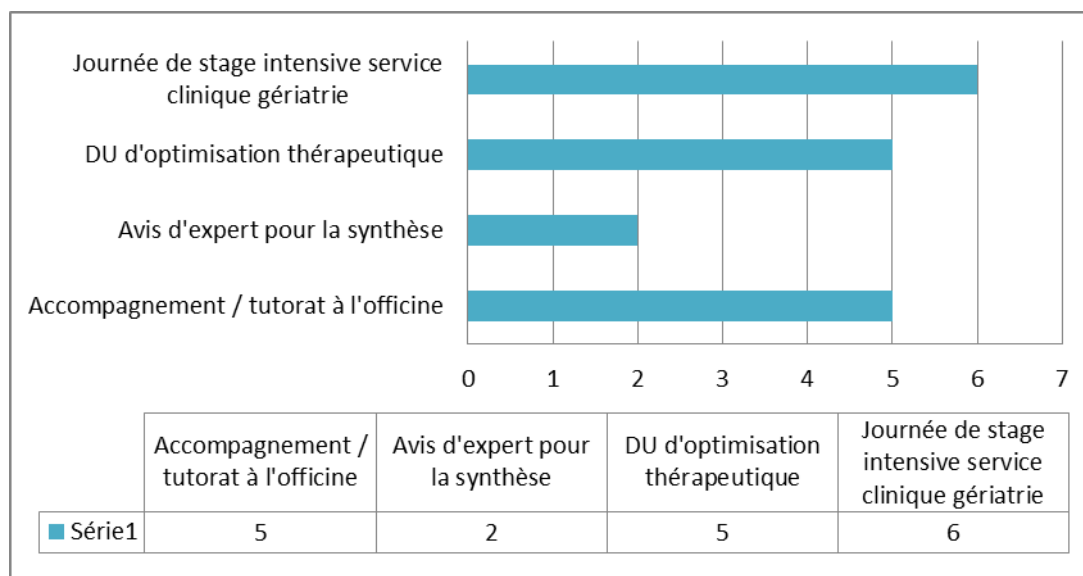 Journée de stage intensive service
clinique gériatrie
DU d'optimisation thérapeutique
Avis d'expert pour la synthèse
Accompagnement / tutorat à l'officine
0 1 2 3 4 5 6 7
Accompagnement /
tutorat à l'officine
Avis d'expert pour
la synthèse
DU d'optimisation
thérapeutique
Journée de stage
intensive service
clinique gériatrie
Série1 5 2 5 6